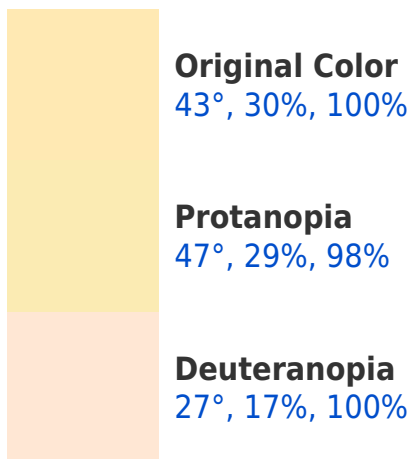 Original Color
43°, 30%, 100%
Protanopia
47°, 29%, 98%
Deuteranopia
27°, 17%, 100%